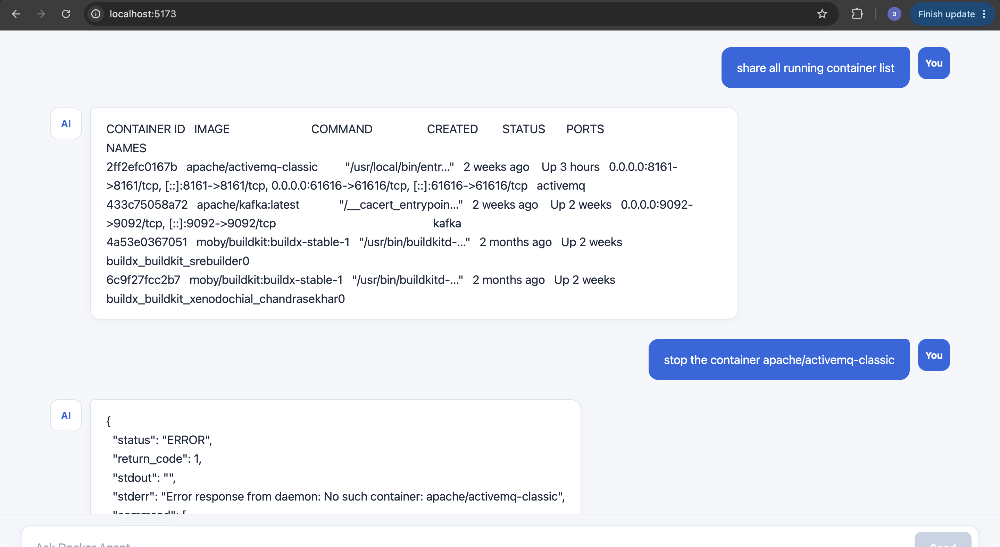 localhost:5173
a
Finish update
share all running container list
You
AI
CONTAINER ID   IMAGE                          COMMAND                  CREATED        STATUS       PORTS
NAMES
2ff2efc0167b   apache/activemq-classic         "/usr/local/bin/entr…"   2 weeks ago    Up 3 hours   0.0.0.0:8161-
>8161/tcp, [::]:8161->8161/tcp, 0.0.0.0:61616->61616/tcp, [::]:61616->61616/tcp   activemq
433c75058a72   apache/kafka:latest             "/__cacert_entrypoin…"   2 weeks ago    Up 2 weeks   0.0.0.0:9092-
>9092/tcp, [::]:9092->9092/tcp                                                    kafka
4a53e0367051   moby/buildkit:buildx-stable-1   "/usr/bin/buildkitd-…"   2 months ago   Up 2 weeks
buildx_buildkit_srebuilder0
6c9f27fcc2b7   moby/buildkit:buildx-stable-1   "/usr/bin/buildkitd-…"   2 months ago   Up 2 weeks
buildx_buildkit_xenodochial_chandrasekhar0
stop the container apache/activemq-classic
You
AI
{
"status": "ERROR",
"return_code": 1,
"stdout": "",
"stderr": "Error response from daemon: No such container: apache/activemq-classic",
"command": [
Ask Docker Agent
Send